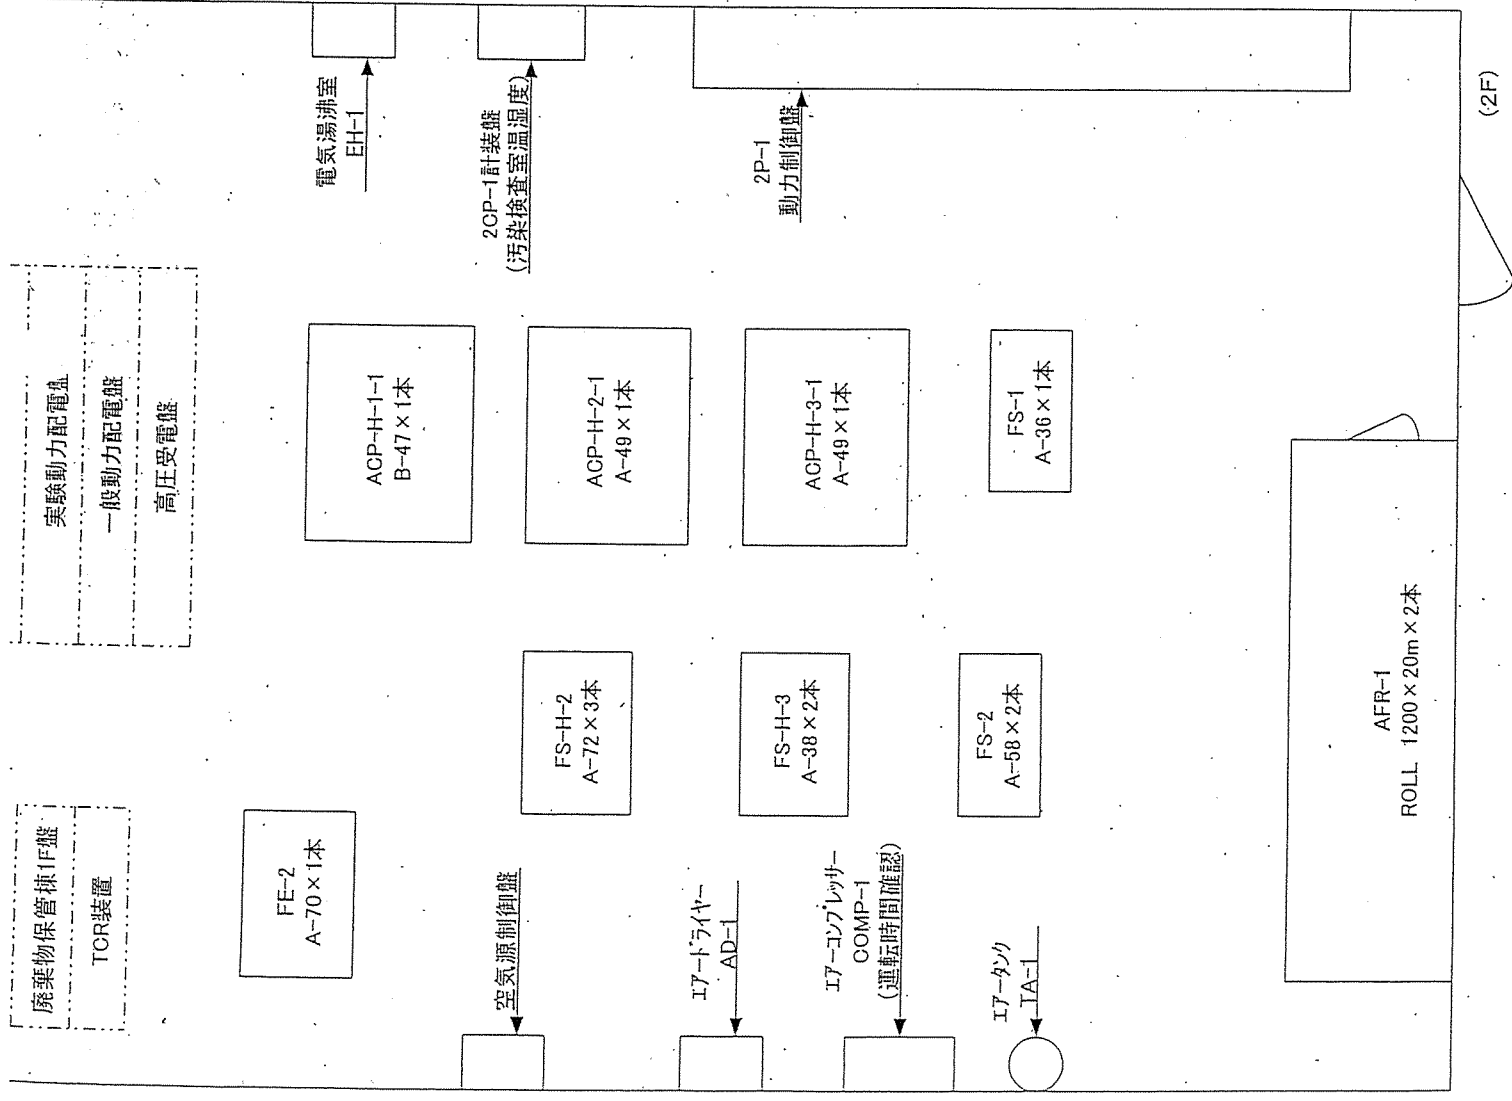 実験動力配電盤
一般動力配電盤
高圧受電盤
廃棄物保管棟1F盤
TCR装置
電気湯沸室
EH-1
2CP-1計装盤
(汚染検査室温湿度)
2P-1
動力制御盤
ACP-H-1-1
B-47×1本
ACP-H-2-1
A-49×1本
ACP-H-3-1
A-49×1本
FS-1
A-36×1本
FE-2
A-70×1本
FS-H-2
A-72×3本
FS-H-3
A-38×2本
FS-2
A-58×2本
空気源制御盤
エアードライヤー
AD-1
エアーコンプレッサー
COMP-1
(運転時間確認)
エアータンク
TA-1
AFR-1
ROLL 1200×20m×2本
(2F)